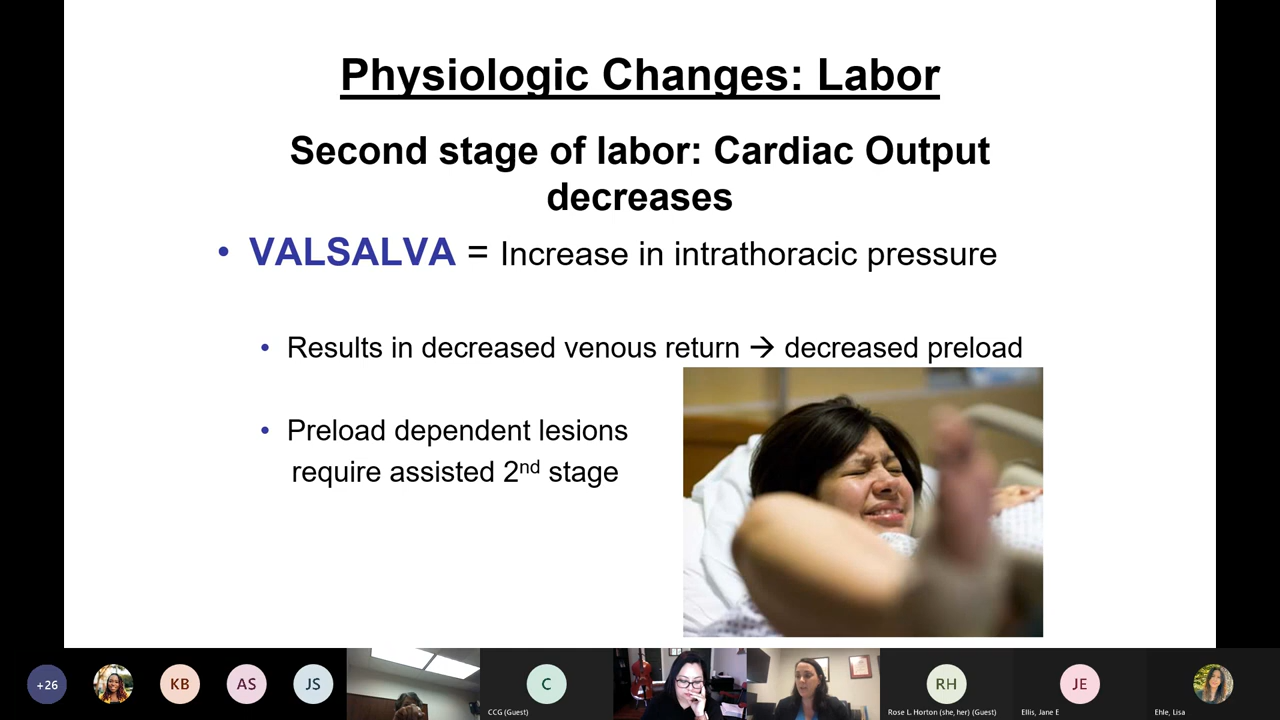 Physiologic Changes: Labor
Second stage of labor: Cardiac Output
decreases
• VALSALVA = Increase in intrathoracic pressure
• Results in decreased venous return → decreased preload
• Preload dependent lesions
require assisted 2nd stage
+26
KB
AS
JS
C
CCG (Guest)
RH
Rose L. Horton (she, her) (Guest)
JE
Ellis, Jane E
Ehle, Lisa